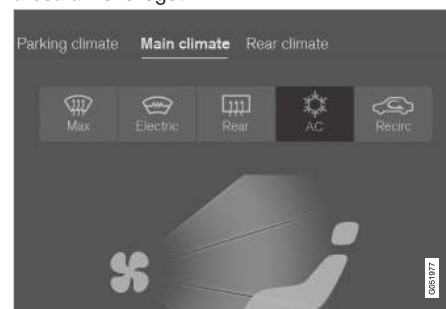 Parking climate Main climate Rear climate
Max Electric Rear AC Recirc
G051977